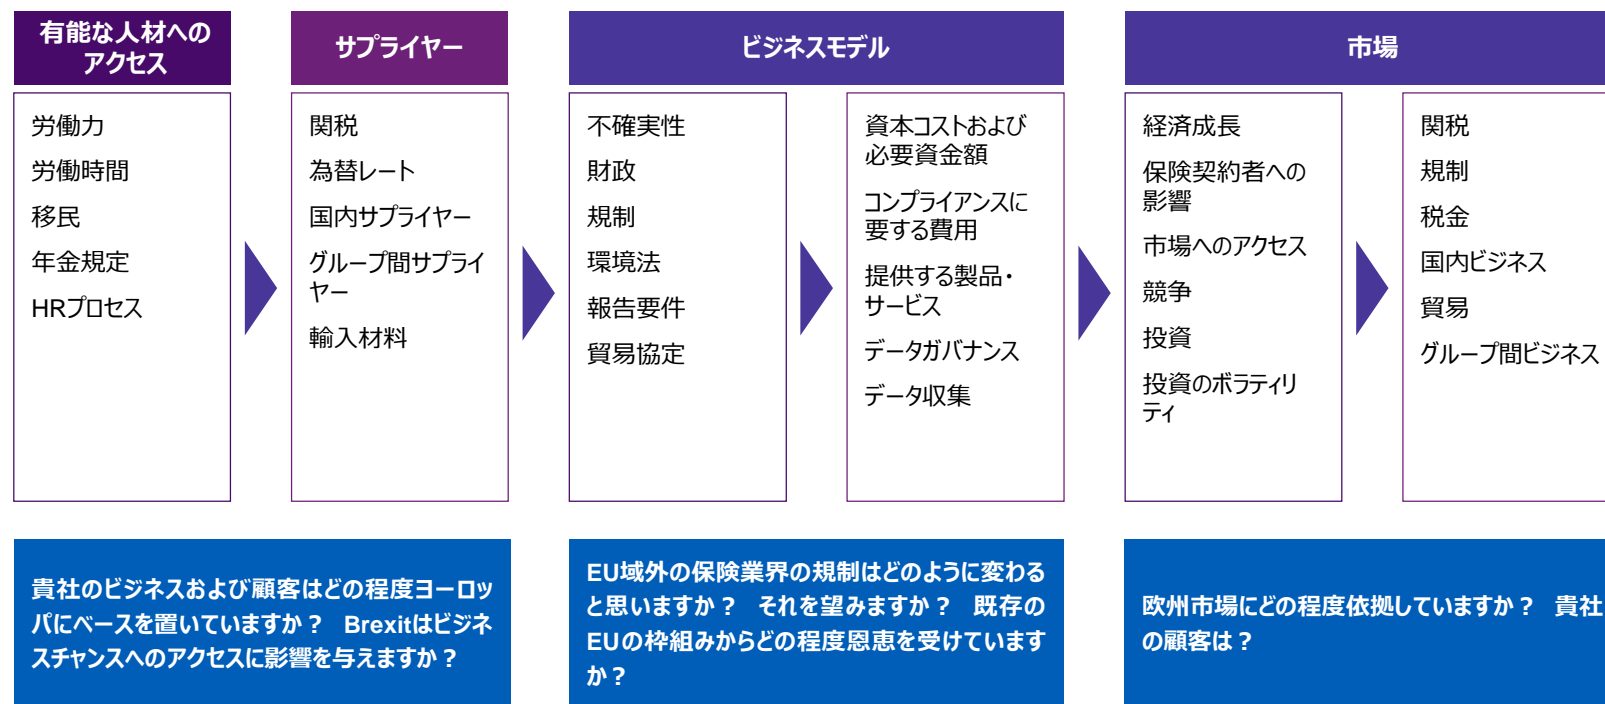 有能な人材への
アクセス
サプライヤー
ビジネスモデル
市場
労働力
労働時間
移民
年金規定
HRプロセス
関税
為替レート
国内サプライヤー
グループ間サプライ
ヤー
輸入材料
不確実性
財政
規制
環境法
報告要件
貿易協定
資本コストおよび
必要資金額
コンプライアンスに
要する費用
提供する製品・
サービス
データガバナンス
データ収集
経済成長
保険契約者への
影響
市場へのアクセス
競争
投資
投資のボラティリ
ティ
関税
規制
税金
国内ビジネス
貿易
グループ間ビジネス
貴社のビジネスおよび顧客はどの程度ヨーロッ
パにベースを置いていますか？ Brexitはビジネ
スチャンスへのアクセスに影響を与えますか？
EU域外の保険業界の規制はどのように変わる
と思いますか？ それを望みますか？ 既存の
EUの枠組みからどの程度恩恵を受けています
か？
欧州市場にどの程度依拠していますか？ 貴社
の顧客は？